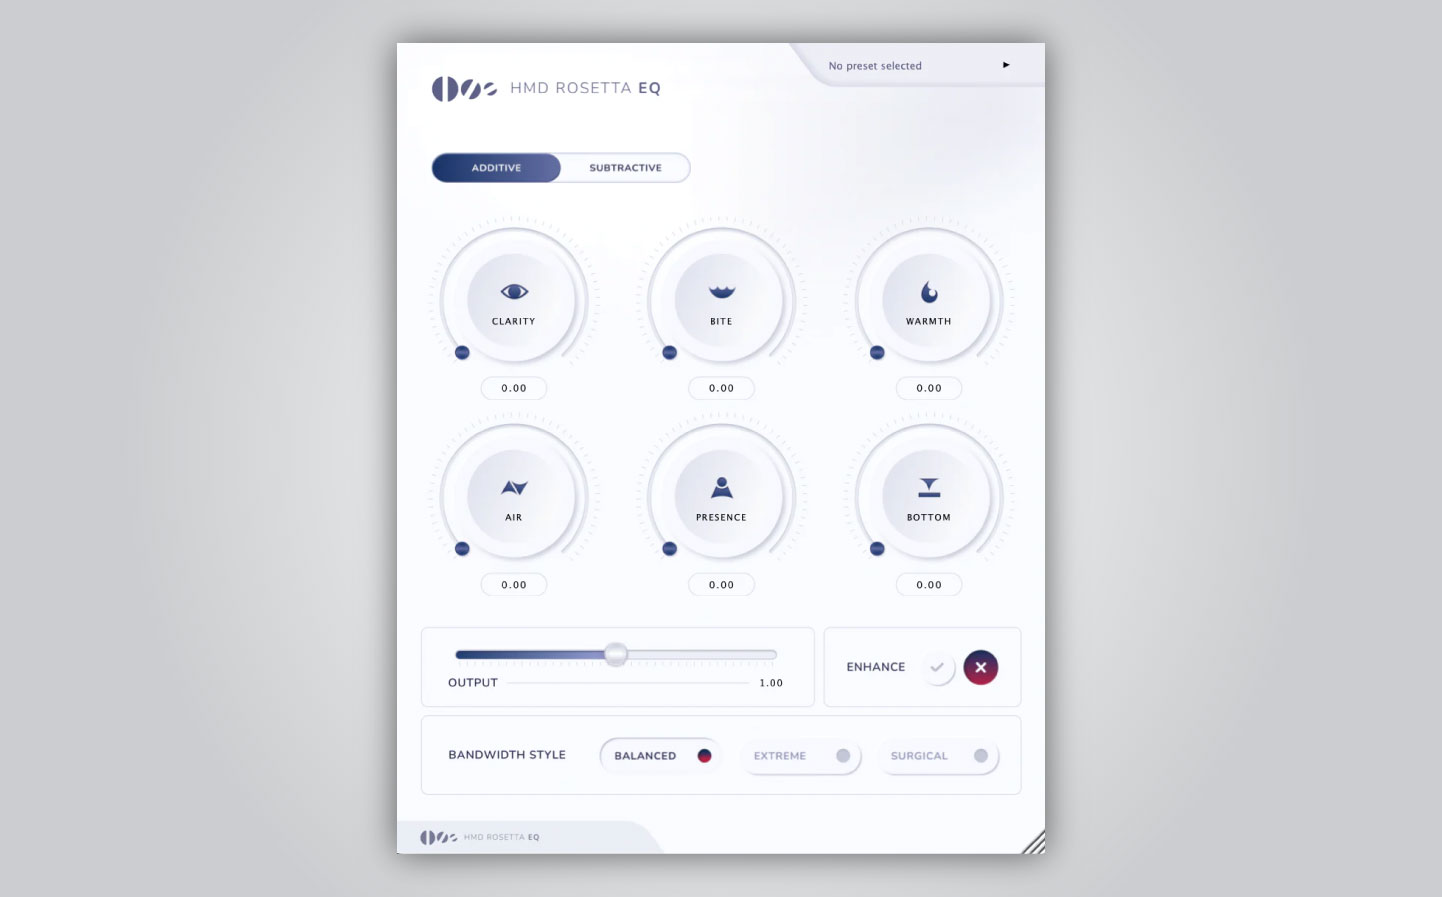 No preset selected
HMD ROSETTA EQ
ADDITIVE SUBTRACTIVE
CLARITY BITE WARMTH
0.00 0.00 0.00
AIR PRESENCE BOTTOM
0.00 0.00 0.00
ENHANCE
OUTPUT 1.00
BANDWIDTH STYLE BALANCED EXTREME SURGICAL
HMD ROSETTA EQ